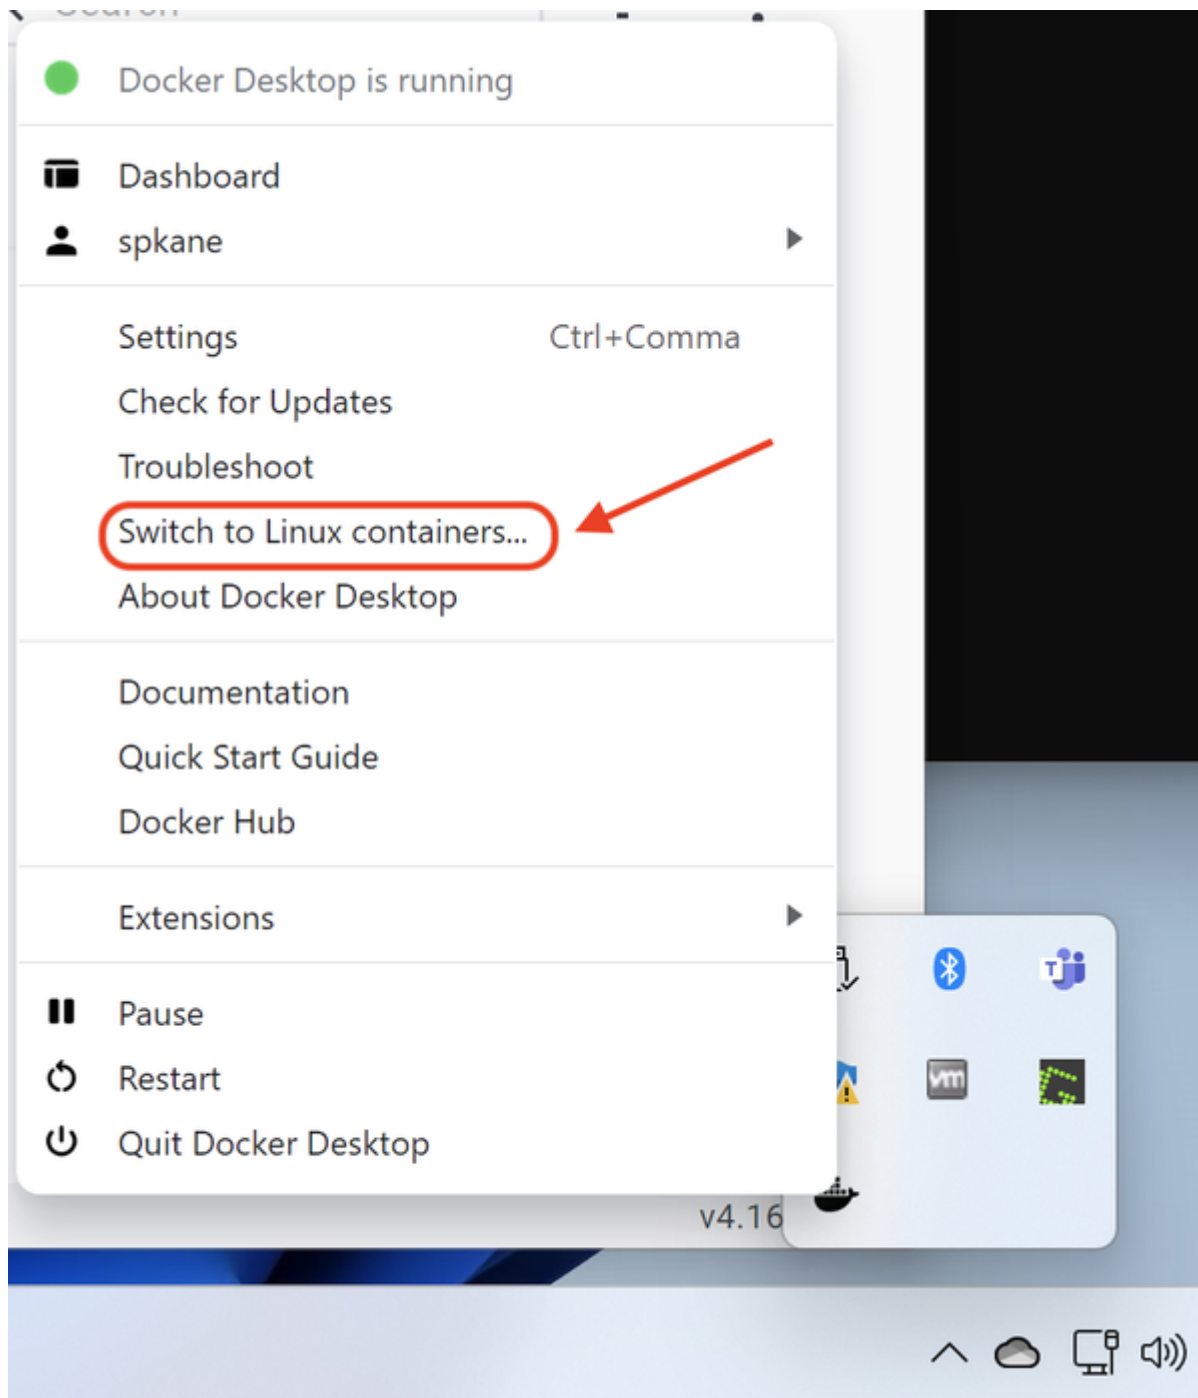 Docker Desktop is running
Dashboard
spkane
Settings Ctrl+Comma
Check for Updates
Troubleshoot
Switch to Linux containers...
About Docker Desktop
Documentation
Quick Start Guide
Docker Hub
Extensions
Pause
Restart
Quit Docker Desktop
v4.16
T
vm
G